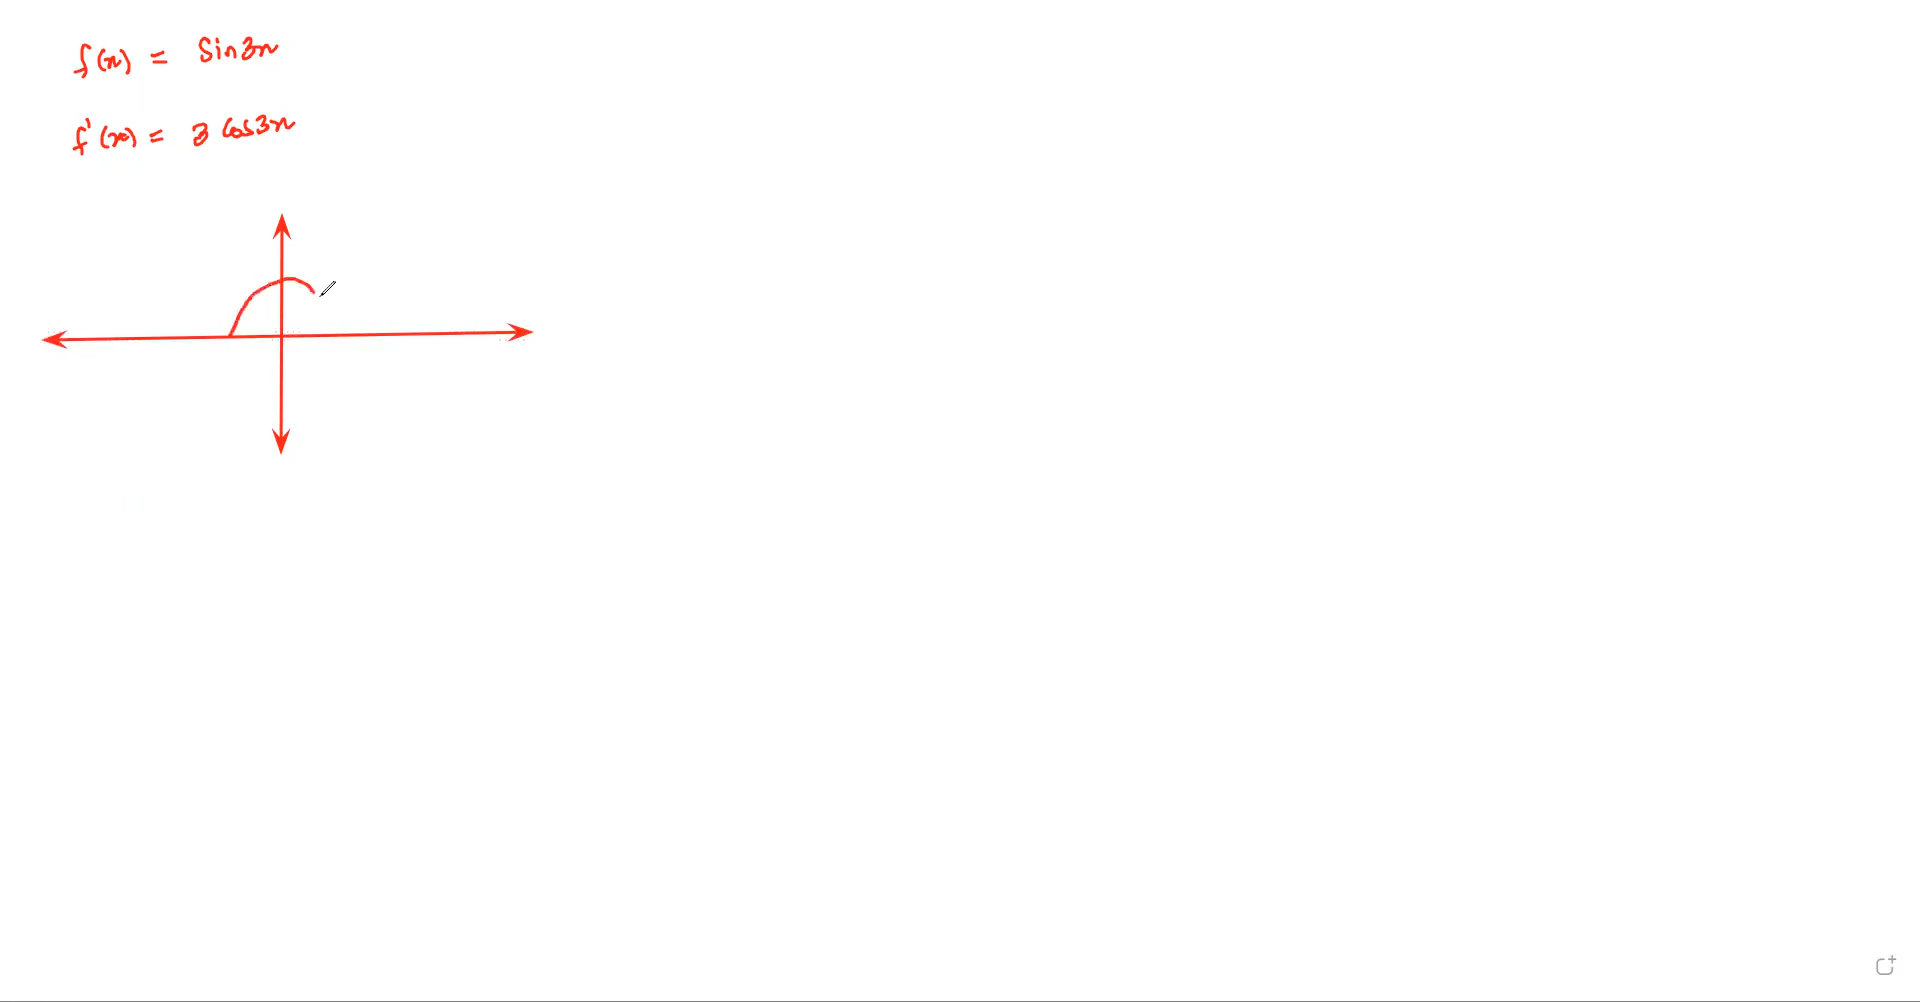 f(x) = Sin3x
f'(x) = 3 Cos3x